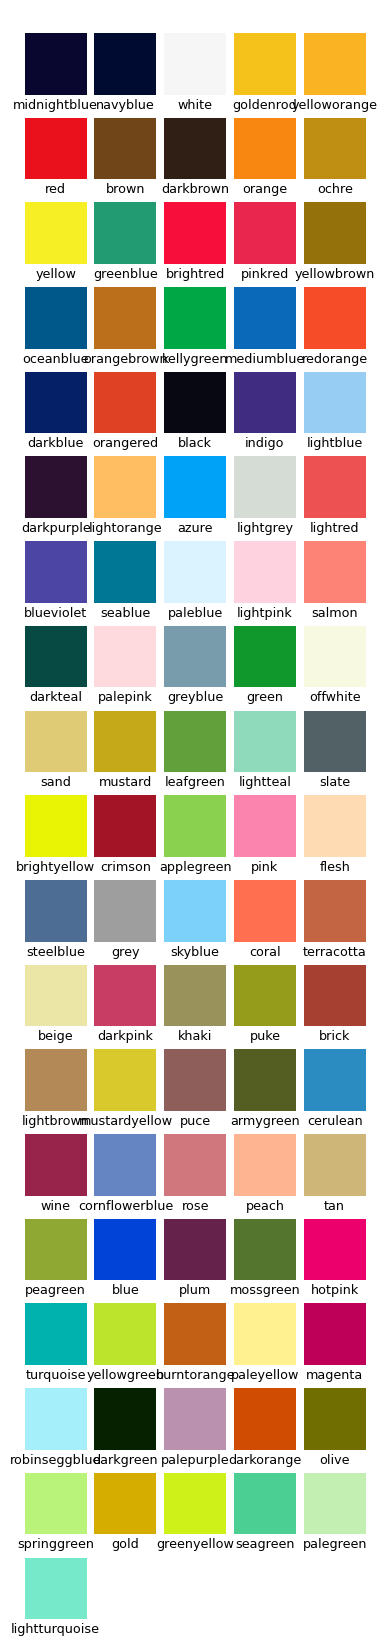 midnightblue navyblue white goldenrod yelloworange
red brown darkbrown orange ochre
yellow greenblue brightred pinkred yellowbrown
oceanblue orangebrown kellygreen mediumblue redorange
darkblue orangered black indigo lightblue
darkpurple lightorange azure lightgrey lightred
blueviolet seablue paleblue lightpink salmon
darkteal palepink greyblue green offwhite
sand mustard leafgreen lightteal slate
brightyellow crimson applegreen pink flesh
steelblue grey skyblue coral terracotta
beige darkpink khaki puke brick
lightbrown mustardyellow puce armygreen cerulean
wine cornflowerblue rose peach tan
peagreen blue plum mossgreen hotpink
turquoise yellowgreen burntorange paleyellow magenta
robinseggblue darkgreen palepurple darkorange olive
springgreen gold greenyellow seagreen palegreen
lightturquoise